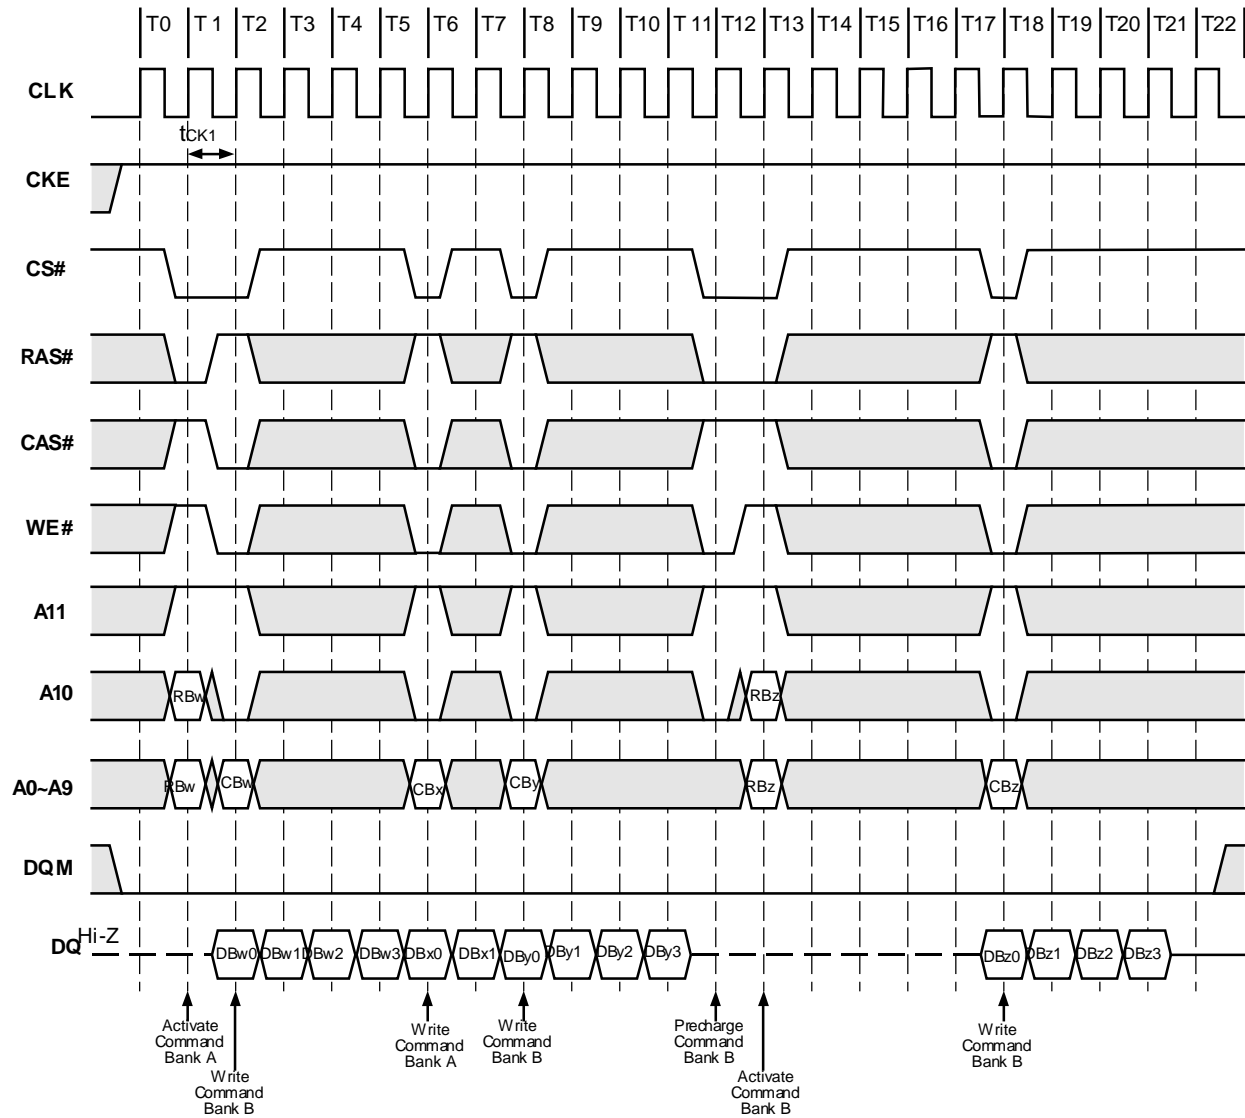 T0 T1 T2 T3 T4 T5 T6 T7 T8 T9 T10 T11 T12 T13 T14 T15 T16 T17 T18 T19 T20 T21 T22
CLK
tCK1
CKE
CS#
RAS#
CAS#
WE#
A11
A10 RBw RBz
A0~A9 RBw CBw CBx CBy RBz CBz
DQM
DQ Hi-Z DBw0 DBw1 DBw2 DBw3 DBx0 DBx1 DBy0 DBy1 DBy2 DBy3 DBz0 DBz1 DBz2 DBz3
Activate
Command
Bank A
Write
Command
Bank B
Write
Command
Bank A
Write
Command
Bank B
Precharge
Command
Bank B
Activate
Command
Bank B
Write
Command
Bank B